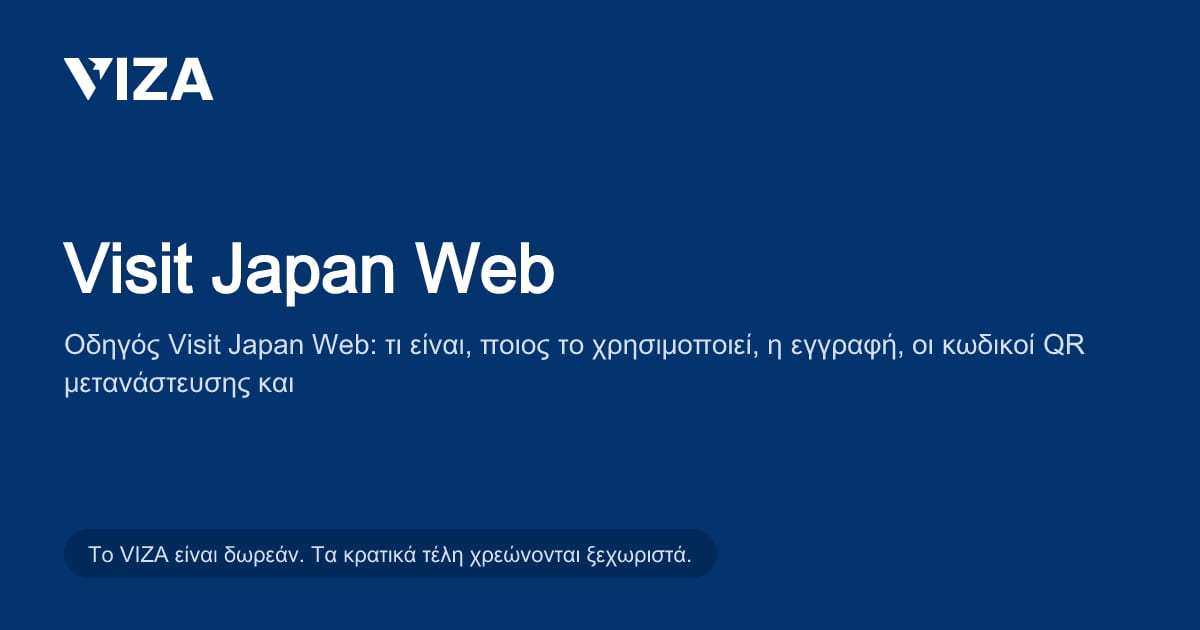 VIZA
Visit Japan Web
Οδηγός Visit Japan Web: τι είναι, ποιος το χρησιμοποιεί, η εγγραφή, οι κωδικοί QR
μετανάστευσης και
Το VIZA είναι δωρεάν. Τα κρατικά τέλη χρεώνονται ξεχωριστά.